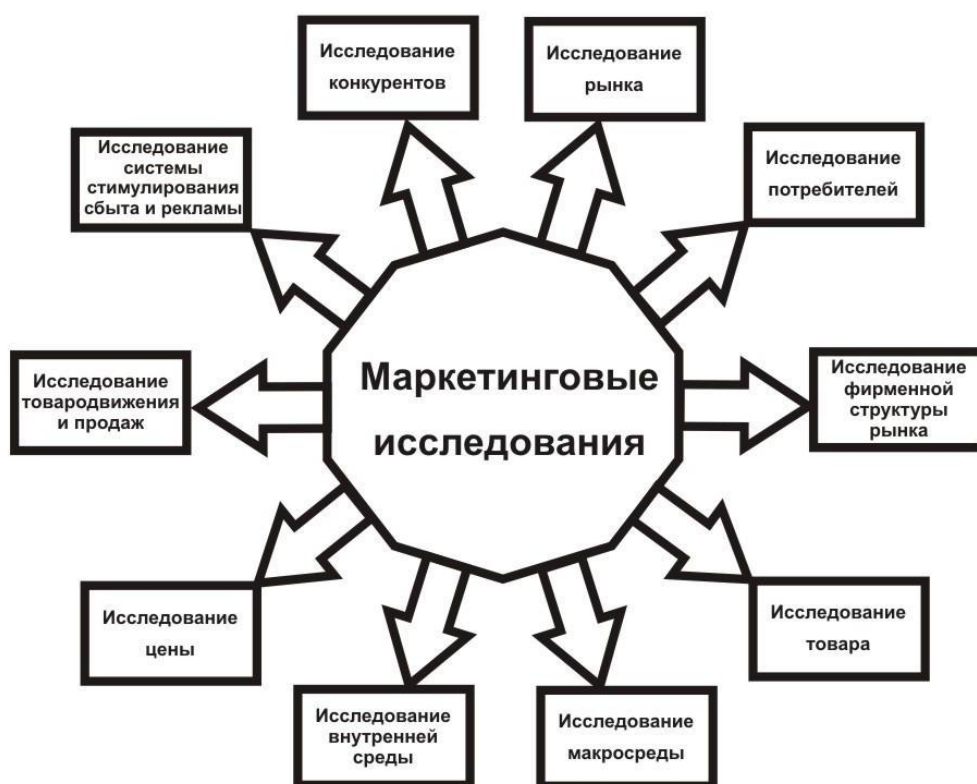 Исследование
конкурентов
Исследование
рынка
Исследование
системы
стимулирования
сбыта и рекламы
Исследование
потребителей
Маркетинговые
исследования
Исследование
товародвижения
и продаж
Исследование
фирменной
структуры
рынка
Исследование
цены
Исследование
товара
Исследование
внутренней
среды
Исследование
макросреды